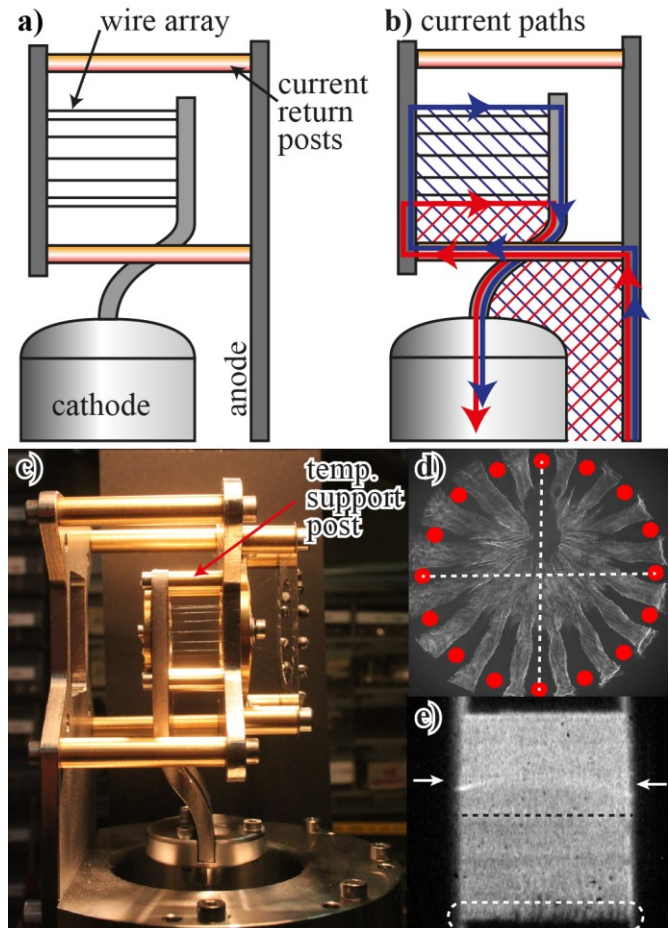 a)
wire array
current
return
posts
cathode
anode
b) current paths
c)
temp.
support
post
d)
e)